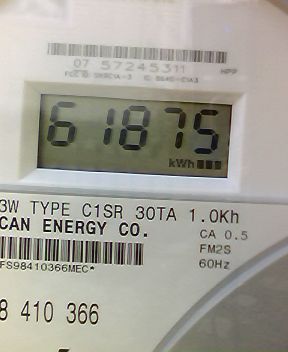 07 57245311
HPP
61875
kWh
3W TYPE C1SR 30TA 1.0Kh
CAN ENERGY CO.
CA 0.5
FM2S
60Hz
FS98410366MEC*
8 410 366